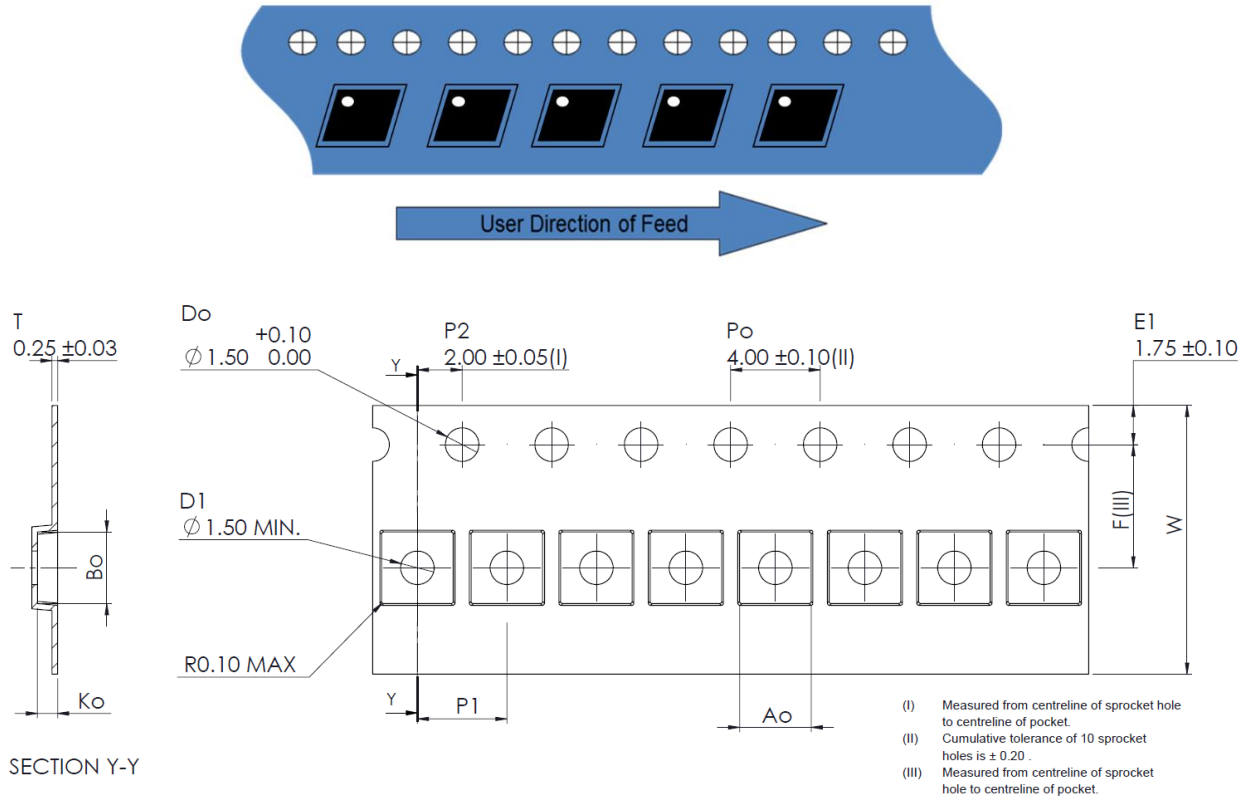 User Direction of Feed
T
0.25 ±0.03
Do
+0.10
∅ 1.50 0.00
P2
2.00 ±0.05(I)
Po
4.00 ±0.10(II)
E1
1.75 ±0.10
Y
D1
∅ 1.50 MIN.
F(III)
W
Bo
R0.10 MAX
Ko
Y
P1
Ao
SECTION Y-Y
(I) Measured from centreline of sprocket hole
to centreline of pocket.
(II) Cumulative tolerance of 10 sprocket
holes is ± 0.20 .
(III) Measured from centreline of sprocket
hole to centreline of pocket.